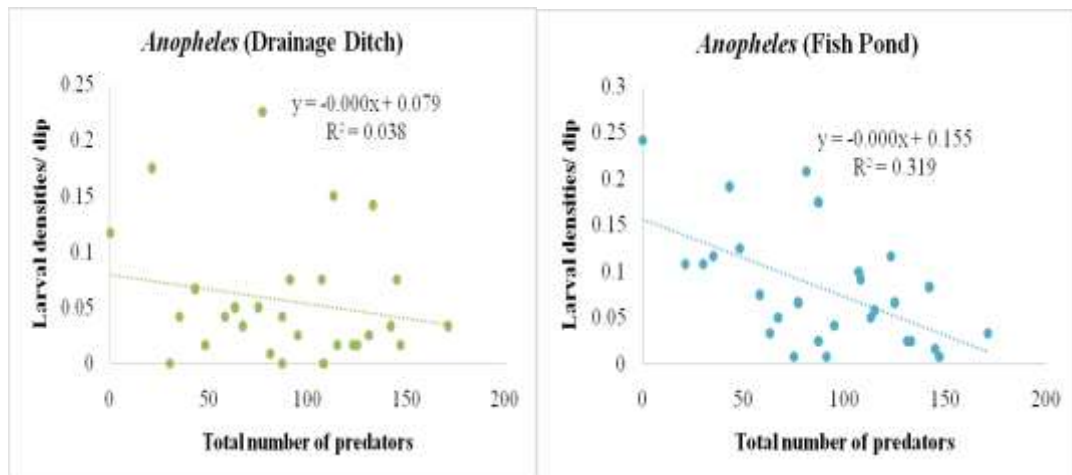 Anopheles (Drainage Ditch)
0.25
0.2
0.15
0.1
0.05
0
Larval densities/ dip
y = -0.000x + 0.079
R² = 0.038
0 50 100 150 200
Total number of predators
Anopheles (Fish Pond)
0.3
0.25
0.2
0.15
0.1
0.05
0
Larval densities/ dip
y = -0.000x + 0.155
R² = 0.319
0 50 100 150 200
Total number of predators